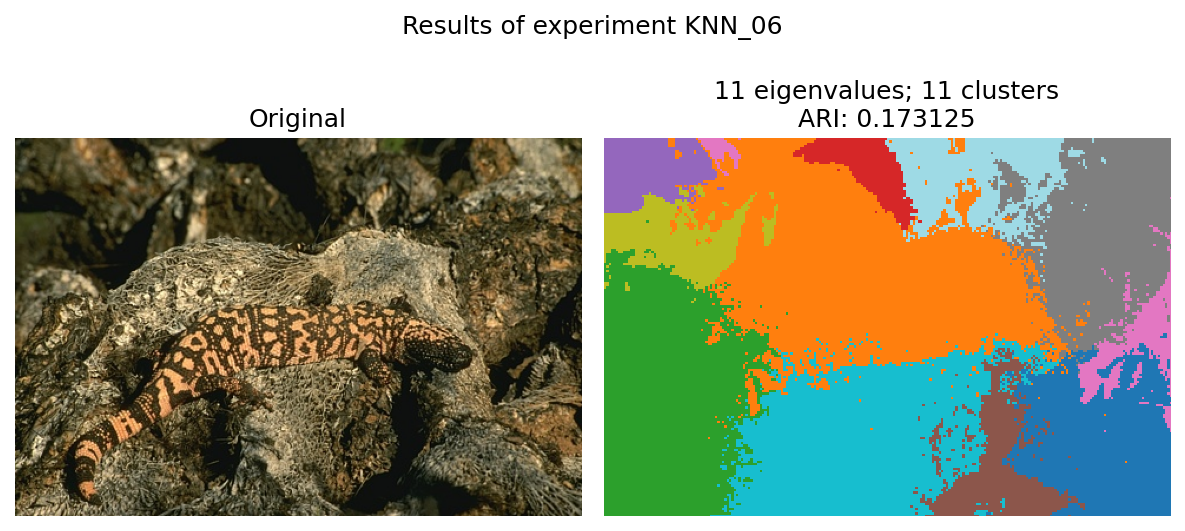 Results of experiment KNN_06
Original
11 eigenvalues; 11 clusters
ARI: 0.173125